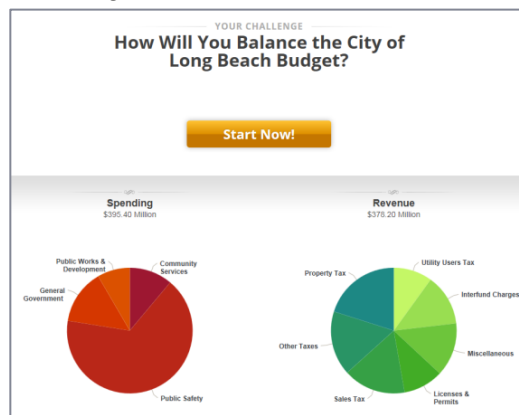 YOUR CHALLENGE
How Will You Balance the City of
Long Beach Budget?
Start Now!
Spending
$396.40 Million
Public Works &
Development
Community
Services
General
Government
Public Safety
Revenue
$376.20 Million
Property Tax
Utility Users Tax
Interfund Charges
Other Taxes
Miscellaneous
Sales Tax
Licenses &
Permits